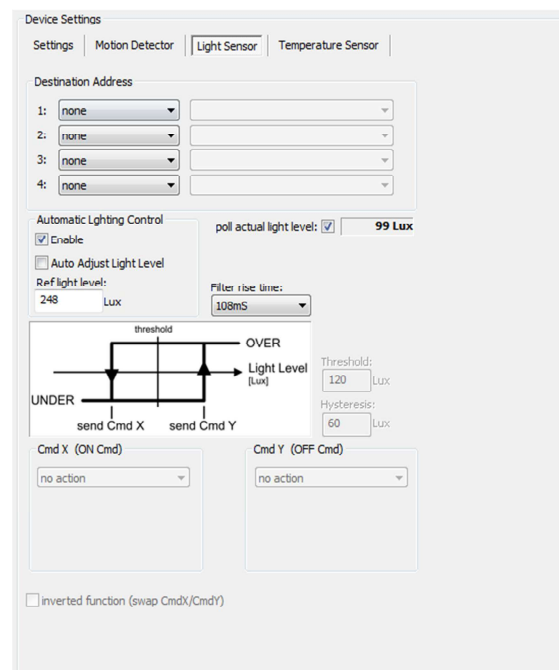 Device Settings
Settings Motion Detector Light Sensor Temperature Sensor
Destination Address
1: none
2: none
3: none
4: none
Automatic Lghting Control
poll actual light level: 99 Lux
Enable
Auto Adjust Light Level
Ref light level:
248 Lux
Filter rise time:
108mS
threshold
OVER
Light Level
[Lux]
UNDER
send Cmd X send Cmd Y
Threshold:
120 Lux
Hysteresis:
60 Lux
Cmd X (ON Cmd) Cmd Y (OFF Cmd)
no action no action
inverted function (swap CmdX/CmdY)